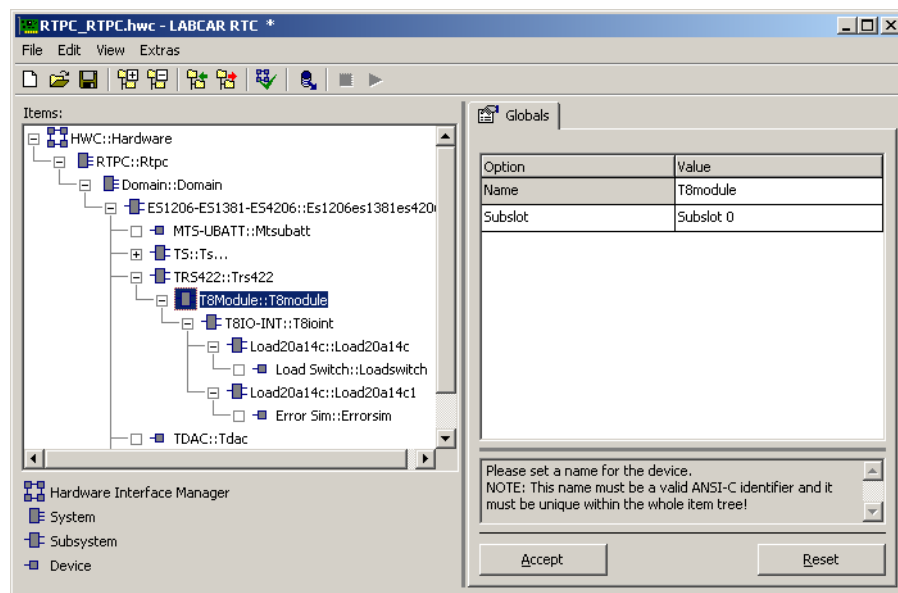 RTPC_RTPC.hwc - LABCAR RTC *
File Edit View Extras
Items:
HWC::Hardware
RTPC::Rtpc
Domain::Domain
ES1206-ES1381-ES4206::Es1206es1381es420
MTS-UBATT::Mtsubatt
TS::Ts...
TRS422::Trs422
T8Module::T8module
T8IO-INT::T8ioint
Load20a14c::Load20a14c
Load Switch::Loadswitch
Load20a14c::Load20a14c1
Error Sim::Errorsim
TDAC::Tdac
Hardware Interface Manager
System
Subsystem
Device
Globals
Option Value
Name T8module
Subslot Subslot 0
Please set a name for the device.
NOTE: This name must be a valid ANSI-C identifier and it
must be unique within the whole item tree!
Accept Reset